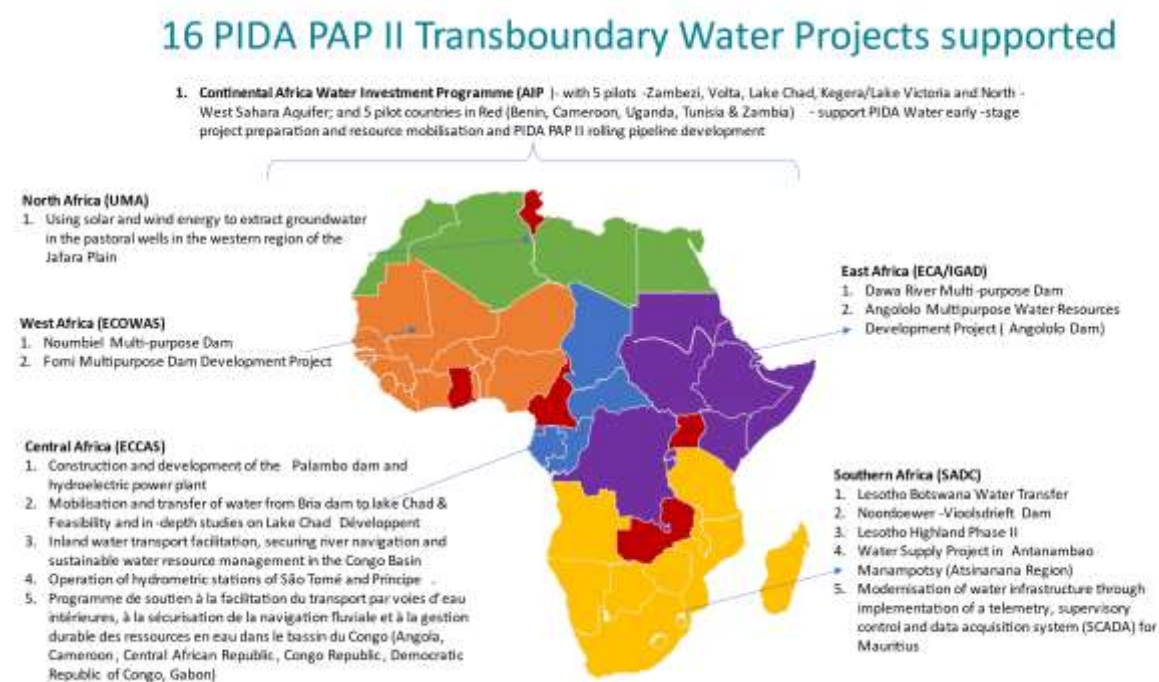 16 PIDA PAP II Transboundary Water Projects supported
1. Continental Africa Water Investment Programme (AIP )- with 5 pilots -Zambezi, Volta, Lake Chad, Kegera/Lake Victoria and North -
West Sahara Aquifer; and 5 pilot countries in Red (Benin, Cameroon, Uganda, Tunisia & Zambia) - support PIDA Water early -stage
project preparation and resource mobilisation and PIDA PAP II rolling pipeline development
North Africa (UMA)
1. Using solar and wind energy to extract groundwater
in the pastoral wells in the western region of the
Jafara Plain
West Africa (ECOWAS)
1. Noumbiel Multi-purpose Dam
2. Fomi Multipurpose Dam Development Project
Central Africa (ECCAS)
1. Construction and development of the Palambo dam and
hydroelectric power plant
2. Mobilisation and transfer of water from Bria dam to lake Chad &
Feasibility and in -depth studies on Lake Chad Développent
3. Inland water transport facilitation, securing river navigation and
sustainable water resource management in the Congo Basin
4. Operation of hydrometric stations of São Tomé and Príncipe .
5. Programme de soutien à la facilitation du transport par voies d'eau
intérieures, à la sécurisation de la navigation fluviale et à la gestion
durable des ressources en eau dans le bassin du Congo (Angola,
Cameroon, Central African Republic, Congo Republic, Democratic
Republic of Congo, Gabon)
East Africa (ECA/IGAD)
1. Dawa River Multi -purpose Dam
2. Angololo Multipurpose Water Resources
Development Project ( Angololo Dam)
Southern Africa (SADC)
1. Lesotho Botswana Water Transfer
2. Noordoewer -Vioolsdrieft Dam
3. Lesotho Highland Phase II
4. Water Supply Project in Antanambao
Manampotsy (Atsinanana Region)
5. Modernisation of water infrastructure through
implementation of a telemetry, supervisory
control and data acquisition system (SCADA) for
Mauritius